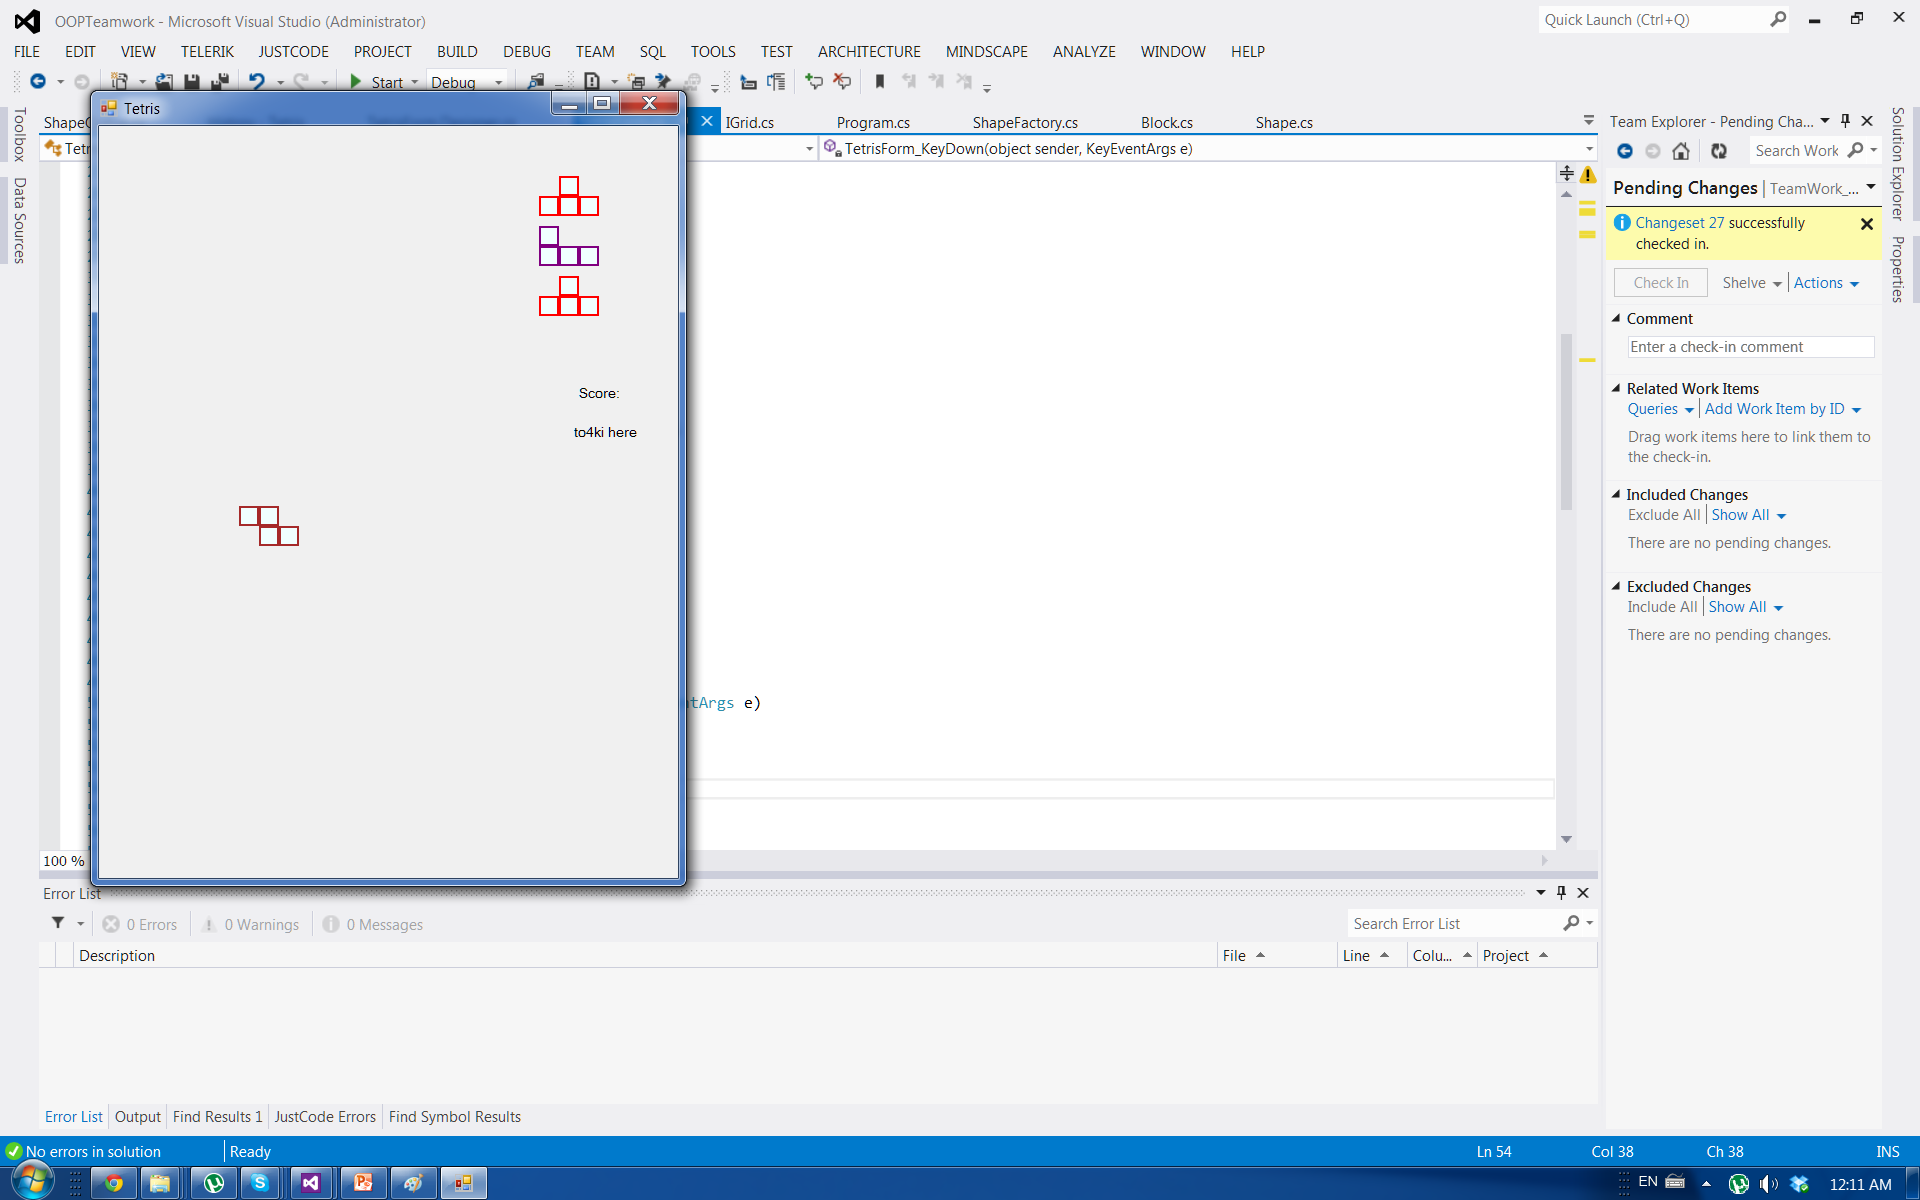 OOPTeamwork - Microsoft Visual Studio (Administrator)
Quick Launch (Ctrl+Q)
FILE EDIT VIEW TELERIK JUSTCODE PROJECT BUILD DEBUG TEAM SQL TOOLS TEST ARCHITECTURE MINDSCAPE ANALYZE WINDOW HELP
Start Debug
Toolbox
Data Sources
Tetris
IGrid.cs Program.cs ShapeFactory.cs Block.cs Shape.cs
TetrisForm_KeyDown(object sender, KeyEventArgs e)
Score:
to4ki here
e)
100 %
Team Explorer - Pending Cha...
Search Work
Pending Changes | TeamWork_...
Changeset 27 successfully
checked in.
Check In Shelve Actions
Comment
Enter a check-in comment
Related Work Items
Queries Add Work Item by ID
Drag work items here to link them to
the check-in.
Included Changes
Exclude All Show All
There are no pending changes.
Excluded Changes
Include All Show All
There are no pending changes.
Solution Explorer
Properties
Error List
0 Errors 0 Warnings 0 Messages
Search Error List
Description File Line Colu... Project
Error List Output Find Results 1 JustCode Errors Find Symbol Results
No errors in solution Ready Ln 54 Col 38 Ch 38 INS
EN 12:11 AM